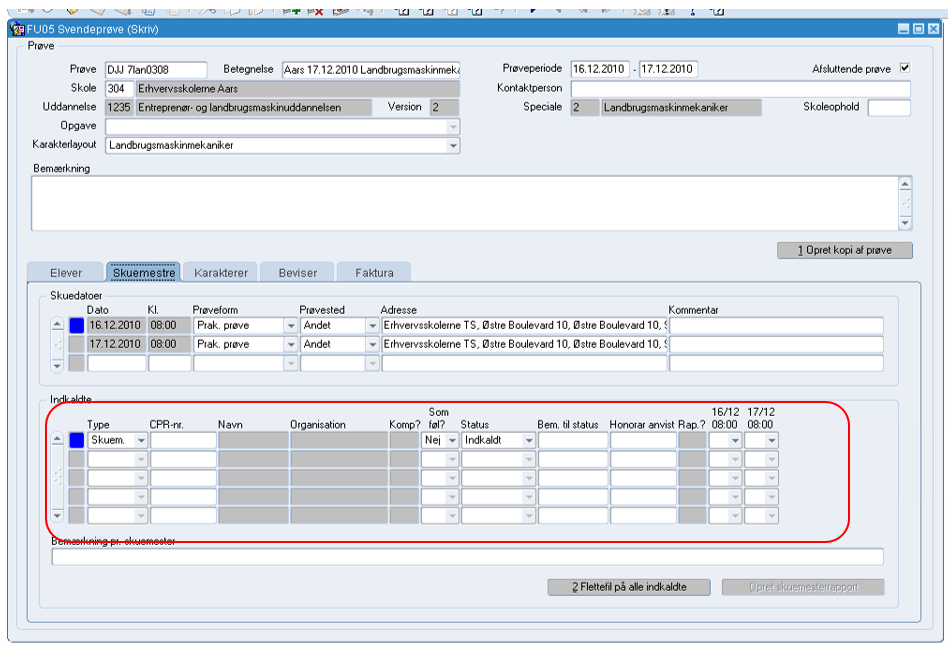 FU05 Svendeprøve (Skriv)
Prøve
Prøve DJJ 7lan0308 Betegnelse Aars 17.12.2010 Landbrugsmaskinmeka Prøveperiode 16.12.2010 - 17.12.2010 Afsluttende prøve
Skole 304 Erhvervsskolerne Aars Kontaktperson
Uddannelse 1235 Entreprenør- og landbrugsmaskinuddannelsen Version 2 Speciale 2 Landbrugsmaskinmekaniker Skoleophold
Opgave
Karakterlayout Landbrugsmaskinmekaniker
Bemærkning
1 Opret kopi af prøve
Elever Skuemestre Karakterer Beviser Faktura
Skuedatoer
Dato Kl. Prøveform Prøvested Adresse Kommentar
16.12.2010 08:00 Prak. prøve Andet Erhvervsskolerne TS, Østre Boulevard 10, Østre Boulevard 10, 9
17.12.2010 08:00 Prak. prøve Andet Erhvervsskolerne TS, Østre Boulevard 10, Østre Boulevard 10, 9
Indkaldte
Som 16/12 17/12
Type CPR-nr. Navn Organisation Komp? føl? Status Bem. til status Honorar anvist Rap.? 08:00 08:00
Skuem. Nej Indkaldt
Bemærkning pr. skuemester
2 Flettefil på alle indkaldte Opret skuemesterrapport